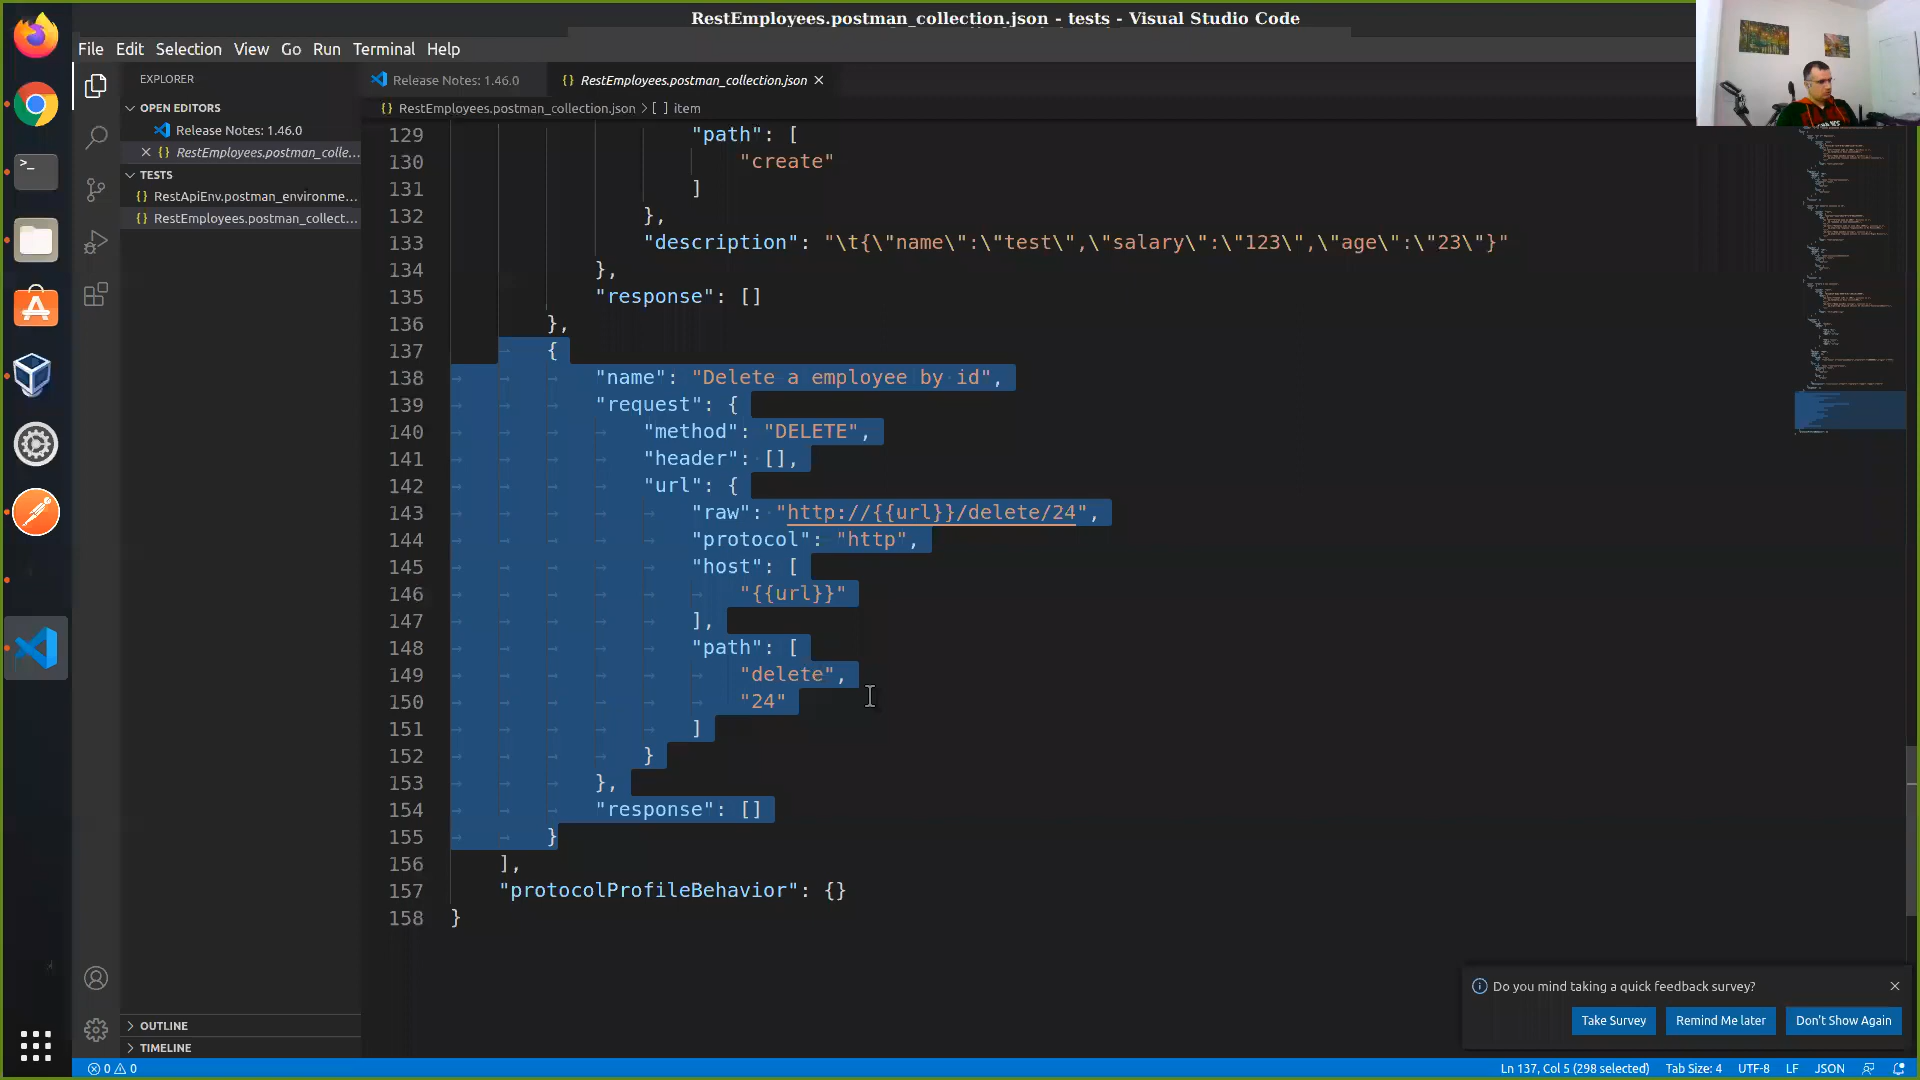 RestEmployees.postman_collection.json - tests - Visual Studio Code
File Edit Selection View Go Run Terminal Help
EXPLORER
OPEN EDITORS
Release Notes: 1.46.0
RestEmployees.postman_colle...
TESTS
RestApiEnv.postman_environme...
RestEmployees.postman_collect...
OUTLINE
TIMELINE
Release Notes: 1.46.0
RestEmployees.postman_collection.json
RestEmployees.postman_collection.json > [ ] item
129 "path": [
130 "create"
131 ]
132 },
133 "description": "\t{\"name\":\"test\",\"salary\":\"123\",\"age\":\"23\"}"
134 },
135 "response": []
136 },
137 {
138 "name": "Delete a employee by id",
139 "request": {
140 "method": "DELETE",
141 "header": [],
142 "url": {
143 "raw": "http://{{url}}/delete/24",
144 "protocol": "http",
145 "host": [
146 "{{url}}"
147 ],
148 "path": [
149 "delete",
150 "24"
151 ]
152 }
153 },
154 "response": []
155 }
156 ],
157 "protocolProfileBehavior": {}
158 }
Do you mind taking a quick feedback survey?
Take Survey Remind Me later Don't Show Again
0 0 Ln 137, Col 5 (298 selected) Tab Size: 4 UTF-8 LF JSON